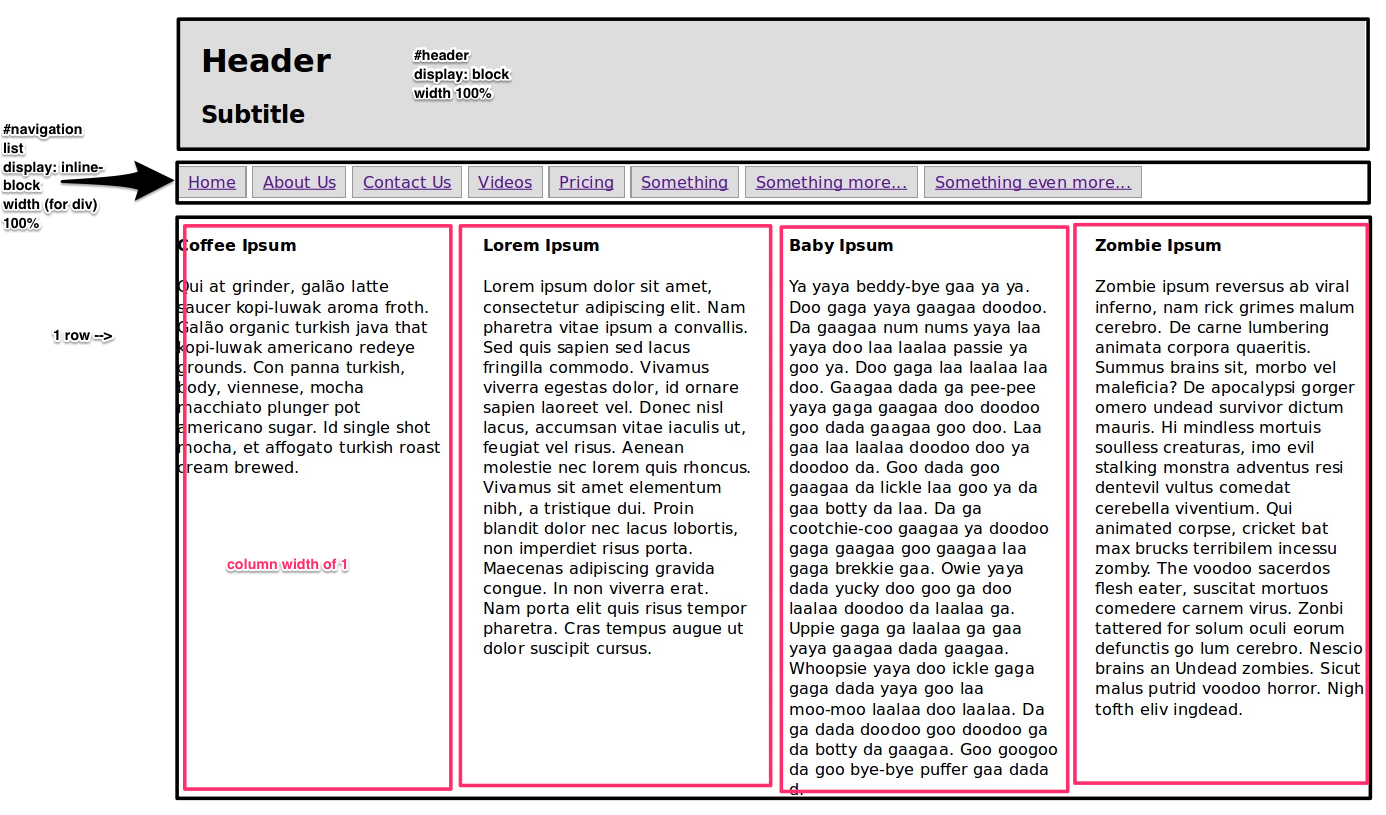 Header
Subtitle
#header
display: block
width 100%
#navigation
list
display: inline-
block
width (for div)
100%
Home About Us Contact Us Videos Pricing Something Something more... Something even more...
1 row -->
Coffee Ipsum
Qui at grinder, galão latte
saucer kopi-luwak aroma froth.
Galão organic turkish java that
kopi-luwak americano redeye
grounds. Con panna turkish,
body, viennese, mocha
macchiato plunger pot
americano sugar. Id single shot
mocha, et affogato turkish roast
cream brewed.
column width of 1
Lorem Ipsum
Lorem ipsum dolor sit amet,
consectetur adipiscing elit. Nam
pharetra vitae ipsum a convallis.
Sed quis sapien sed lacus
fringilla commodo. Vivamus
viverra egestas dolor, id ornare
sapien laoreet vel. Donec nisl
lacus, accumsan vitae iaculis ut,
feugiat vel risus. Aenean
molestie nec lorem quis rhoncus.
Vivamus sit amet elementum
nibh, a tristique dui. Proin
blandit dolor nec lacus lobortis,
non imperdiet risus porta.
Maecenas adipiscing gravida
congue. In non viverra erat.
Nam porta elit quis risus tempor
pharetra. Cras tempus augue ut
dolor suscipit cursus.
Baby Ipsum
Ya yaya beddy-bye gaa ya ya.
Doo gaga yaya gaagaa doodoo.
Da gaagaa num nums yaya laa
yaya doo laa laalaa passie ya
goo ya. Doo gaga laa laalaa laa
doo. Gaagaa dada ga pee-pee
yaya gaga gaagaa doo doodoo
goo dada gaagaa goo doo. Laa
gaa laa laalaa doodoo doo ya
doodoo da. Goo dada goo
gaagaa da lickle laa goo ya da
gaa botty da laa. Da ga
cootchie-coo gaagaa ya doodoo
gaga gaagaa goo gaagaa laa
gaga brekkie gaa. Owie yaya
dada yucky doo goo ga doo
laalaa doodoo da laalaa ga.
Uppie gaga ga laalaa ga gaa
yaya gaagaa dada gaagaa.
Whoopsie yaya doo ickle gaga
gaga dada yaya goo laa
moo-moo laalaa doo laalaa. Da
ga dada doodoo goo doodoo ga
da botty da gaagaa. Goo googoo
da goo bye-bye puffer gaa dada
d.
Zombie Ipsum
Zombie ipsum reversus ab viral
inferno, nam rick grimes malum
cerebro. De carne lumbering
animata corpora quaeritis.
Summus brains sit, morbo vel
maleficia? De apocalypsi gorger
omero undead survivor dictum
mauris. Hi mindless mortuis
soulless creaturas, imo evil
stalking monstra adventus resi
dentevil vultus comedat
cerebella viventium. Qui
animated corpse, cricket bat
max brucks terribilem incessu
zomby. The voodoo sacerdos
flesh eater, suscitat mortuos
comedere carnem virus. Zonbi
tattered for solum oculi eorum
defunctis go lum cerebro. Nescio
brains an Undead zombies. Sicut
malus putrid voodoo horror. Nigh
tofth eliv ingdead.